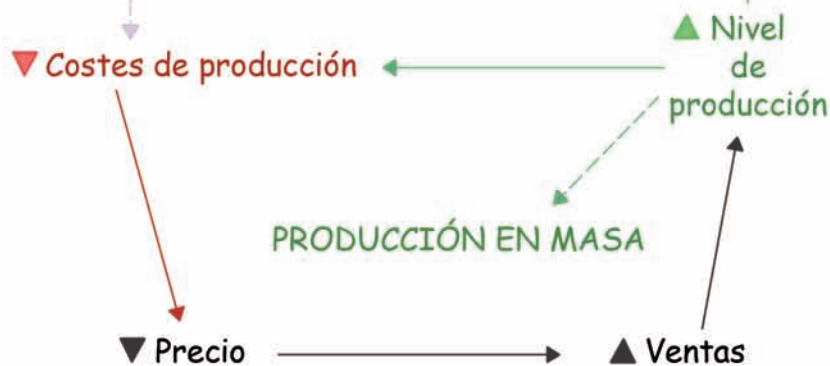 ▲ Nivel
▼ Costes de producción
de
producción
PRODUCCIÓN EN MASA
▼ Precio
▲ Ventas